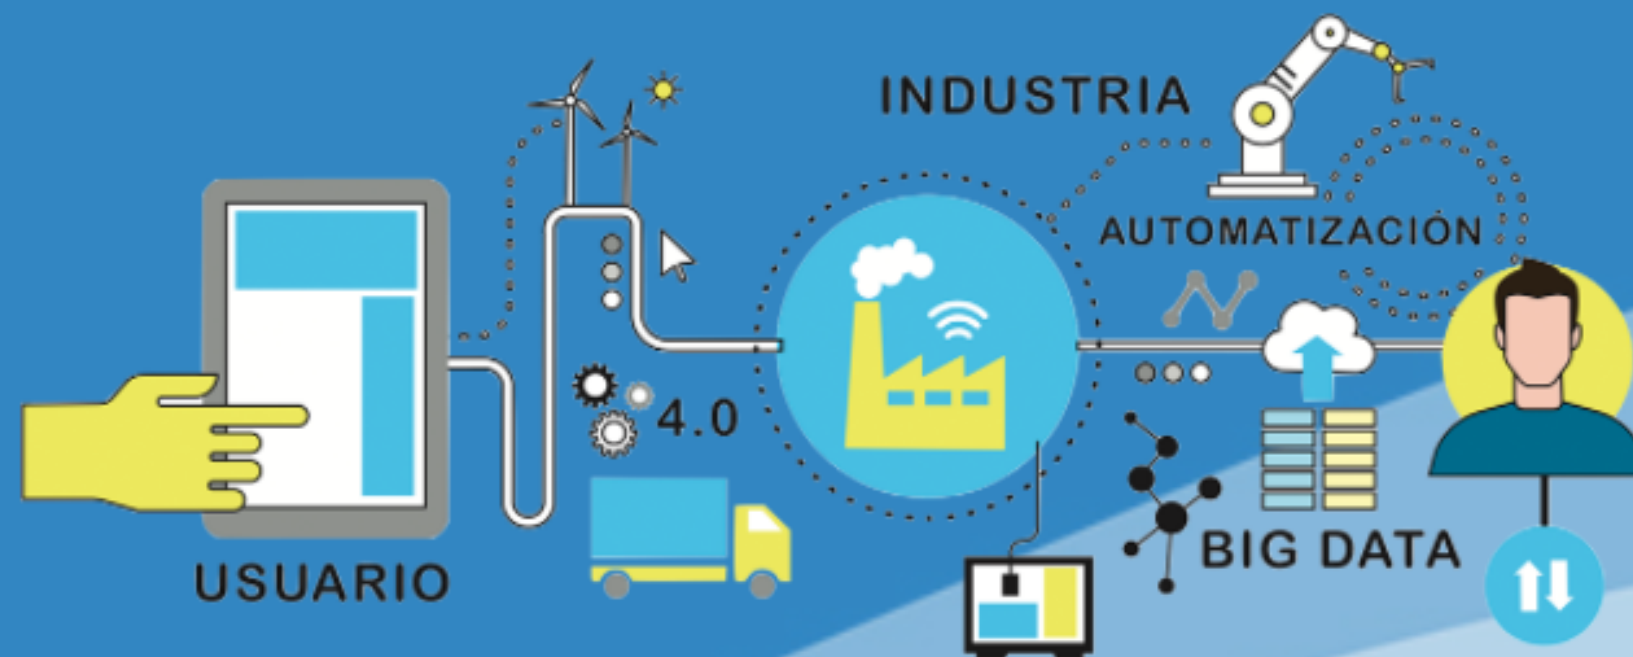 INDUSTRIA
AUTOMATIZACIÓN
4.0
BIG DATA
USUARIO